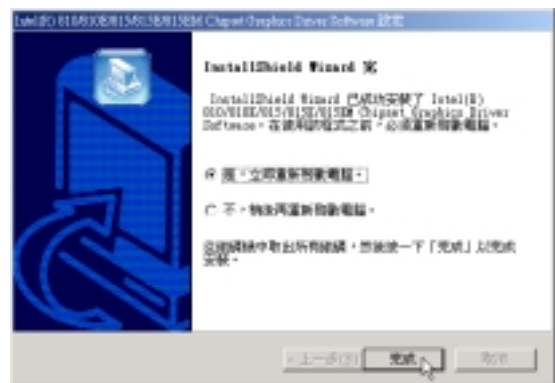 Intel(R) 810/810E/815/815E/815EM Chipset Graphics Driver Software 設定
InstallShield Wizard 完
InstallShield Wizard 已成功安裝了 Intel(R)
810/810E/815/815E/815EM Chipset Graphics Driver
Software。在使用該程式之前,必須重新啟動電腦。
是,立即重新啟動電腦。
不,稍後再重新啟動電腦。
從磁碟機中取出所有磁碟,然後按一下「完成」以完成
安裝。
< 上一步(B)
完成
取消